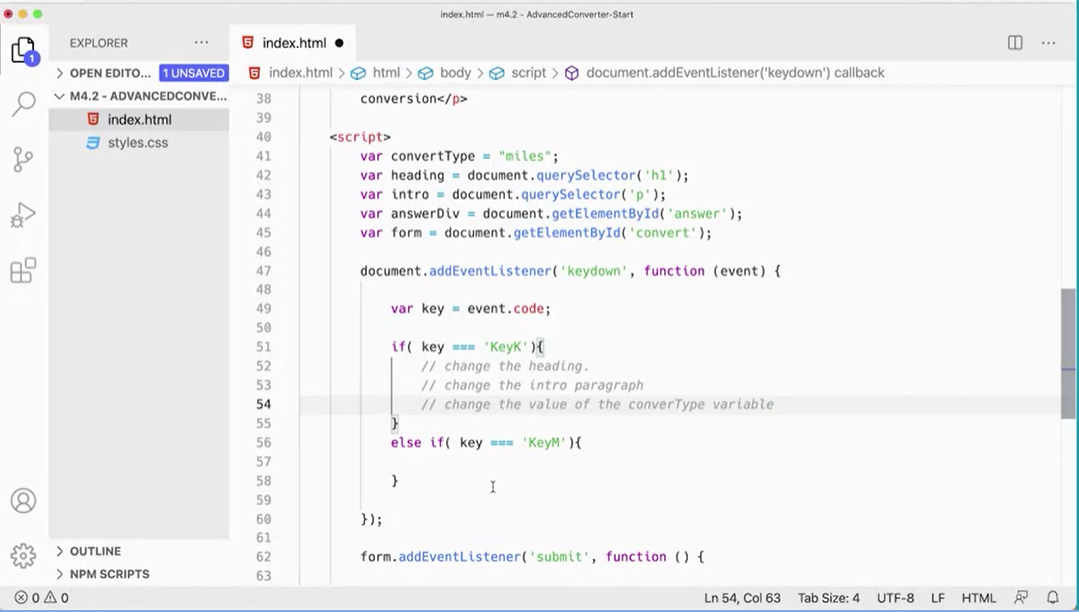 index.html — m4.2 - AdvancedConverter-Start
EXPLORER ...
1
OPEN EDITO... 1 UNSAVED
M4.2 - ADVANCEDCONVE...
index.html
styles.css
OUTLINE
NPM SCRIPTS
index.html ●
...
index.html > html > body > script > document.addEventListener('keydown') callback
38 conversion</p>
39
40 <script>
41 var convertType = "miles";
42 var heading = document.querySelector('h1');
43 var intro = document.querySelector('p');
44 var answerDiv = document.getElementById('answer');
45 var form = document.getElementById('convert');
46
47 document.addEventListener('keydown', function (event) {
48
49 var key = event.code;
50
51 if( key === 'KeyK'){
52 // change the heading.
53 // change the intro paragraph
54 // change the value of the converType variable
55 }
56 else if( key === 'KeyM'){
57
58 }
59
60 });
61
62 form.addEventListener('submit', function () {
63
0 0 Ln 54, Col 63 Tab Size: 4 UTF-8 LF HTML